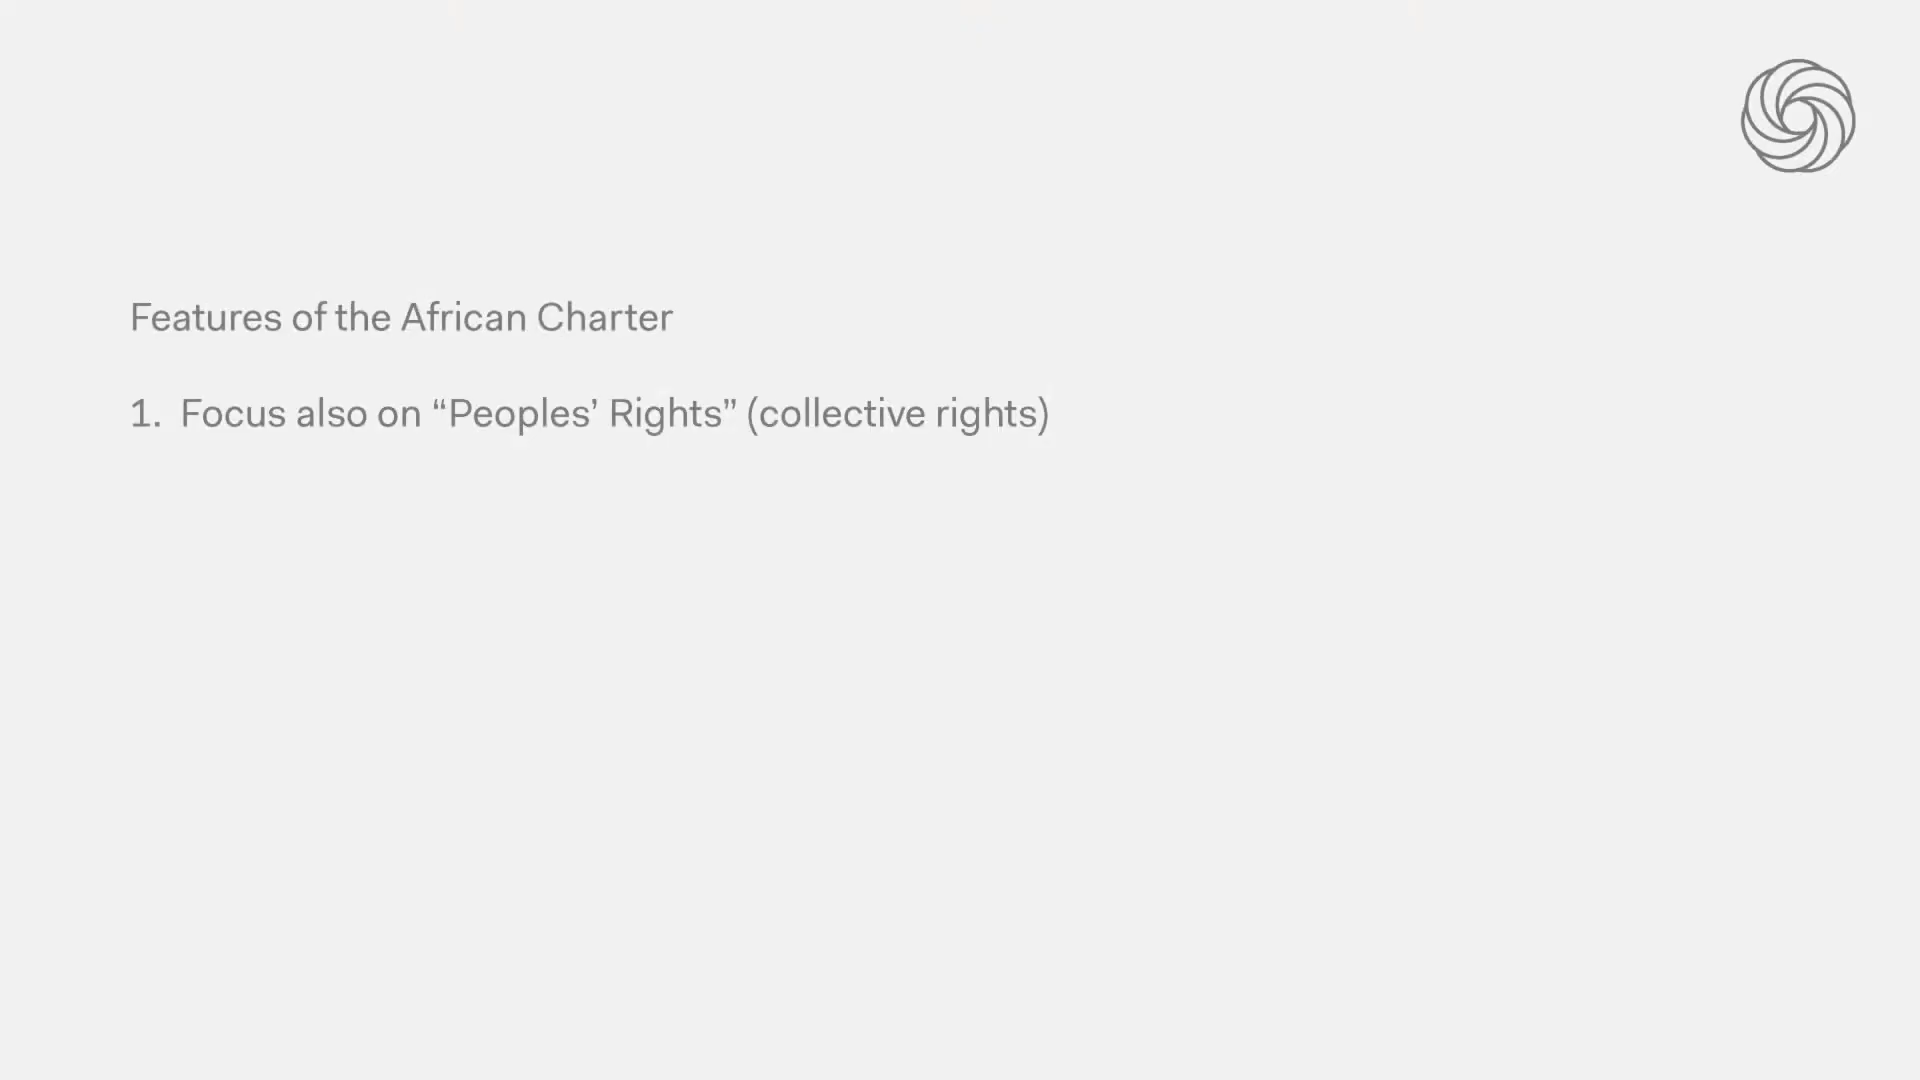 Features of the African Charter
1. Focus also on “Peoples’ Rights” (collective rights)